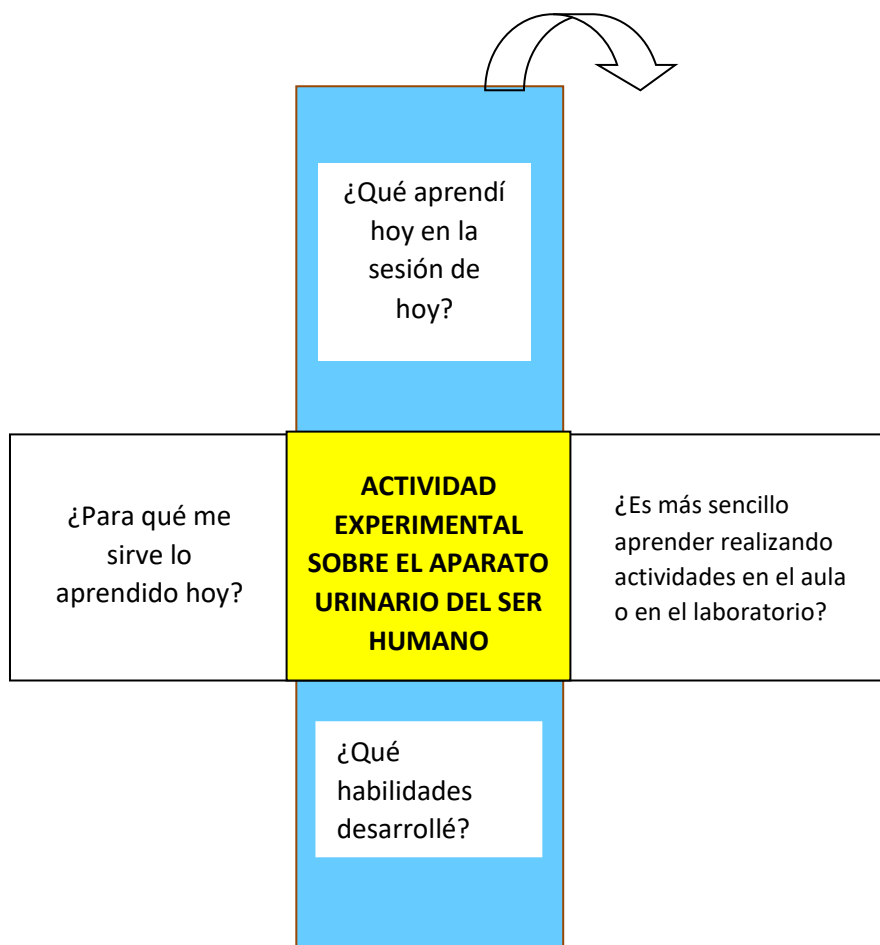 ¿Qué aprendí
hoy en la
sesión de
hoy?
¿Para qué me
sirve lo
aprendido hoy?
ACTIVIDAD
EXPERIMENTAL
SOBRE EL APARATO
URINARIO DEL SER
HUMANO
¿Es más sencillo
aprender realizando
actividades en el aula
o en el laboratorio?
¿Qué
habilidades
desarrollé?